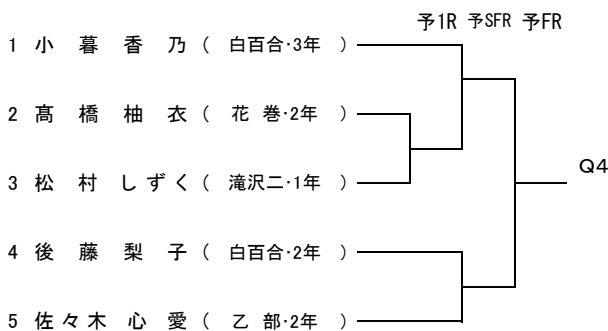 予1R 予SFR 予FR
1 小 暮 香 乃 ( 白百合･3年 )
2 髙 橋 柚 衣 ( 花 巻･2年 )
Q4
3 松 村 しずく ( 滝沢二･1年 )
4 後 藤 梨 子 ( 白百合･2年 )
5 佐々木 心 愛 ( 乙 部･2年 )